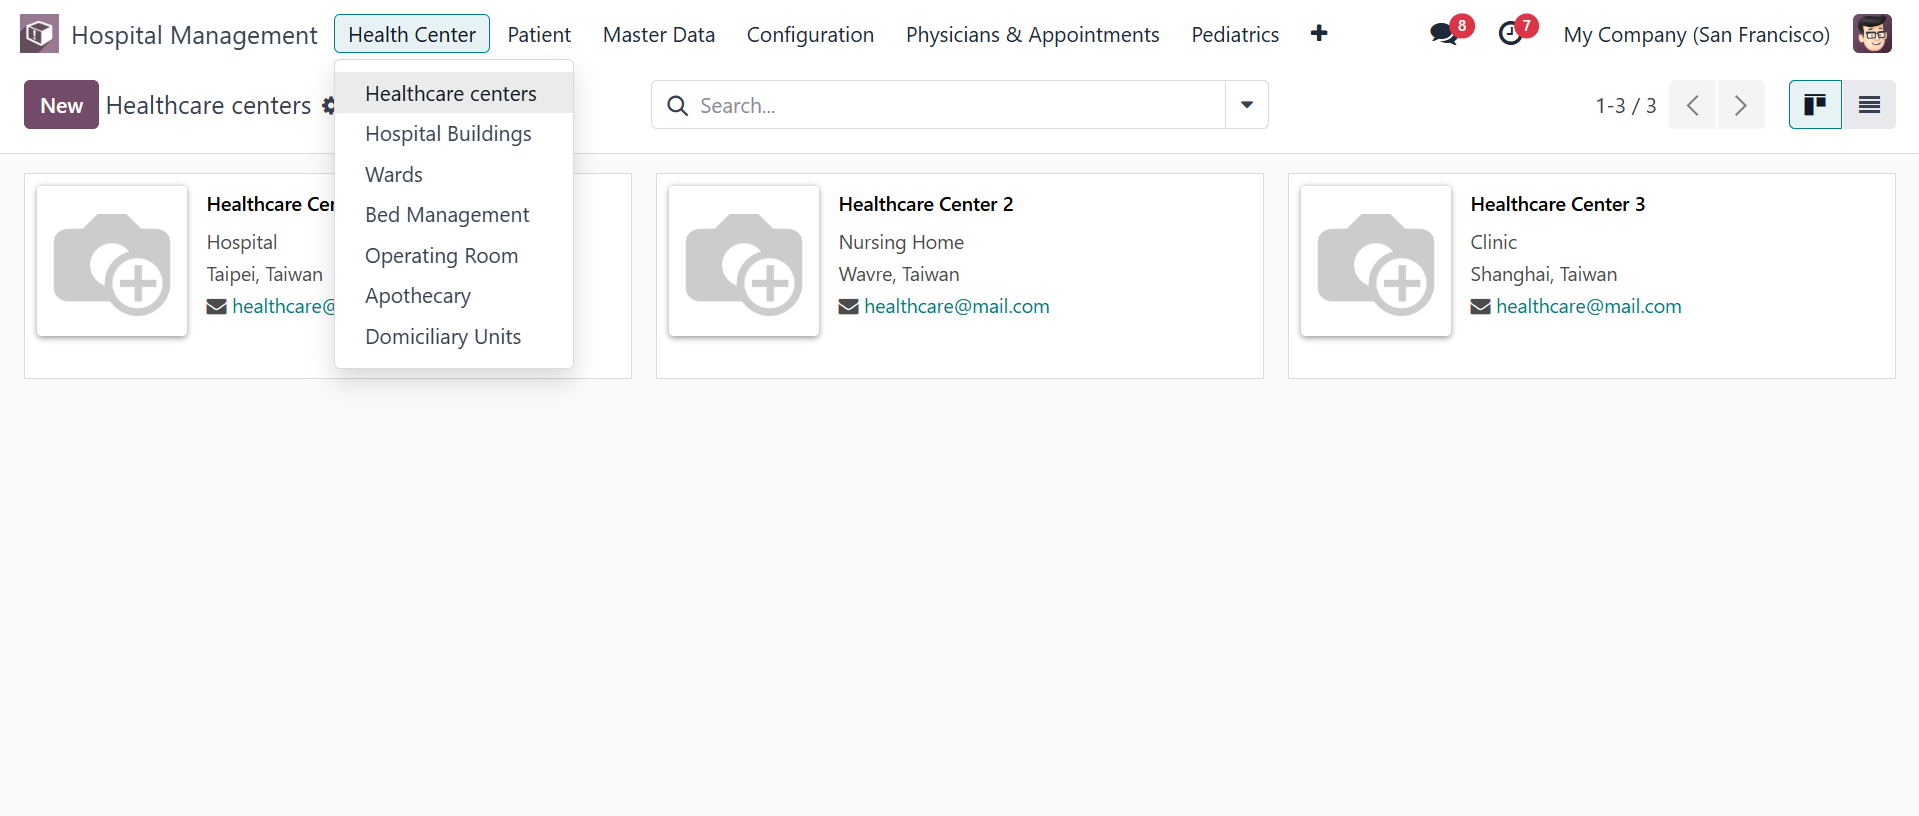 Hospital Management Health Center Patient Master Data Configuration Physicians & Appointments Pediatrics 8 7 My Company (San Francisco)
New Healthcare centers Search... 1-3 / 3
Healthcare centers
Hospital Buildings
Wards
Bed Management
Operating Room
Apothecary
Domiciliary Units
Healthcare
Hospital
Taipei, Taiwan
healthcare@
Healthcare Center 2
Nursing Home
Wavre, Taiwan
healthcare@mail.com
Healthcare Center 3
Clinic
Shanghai, Taiwan
healthcare@mail.com